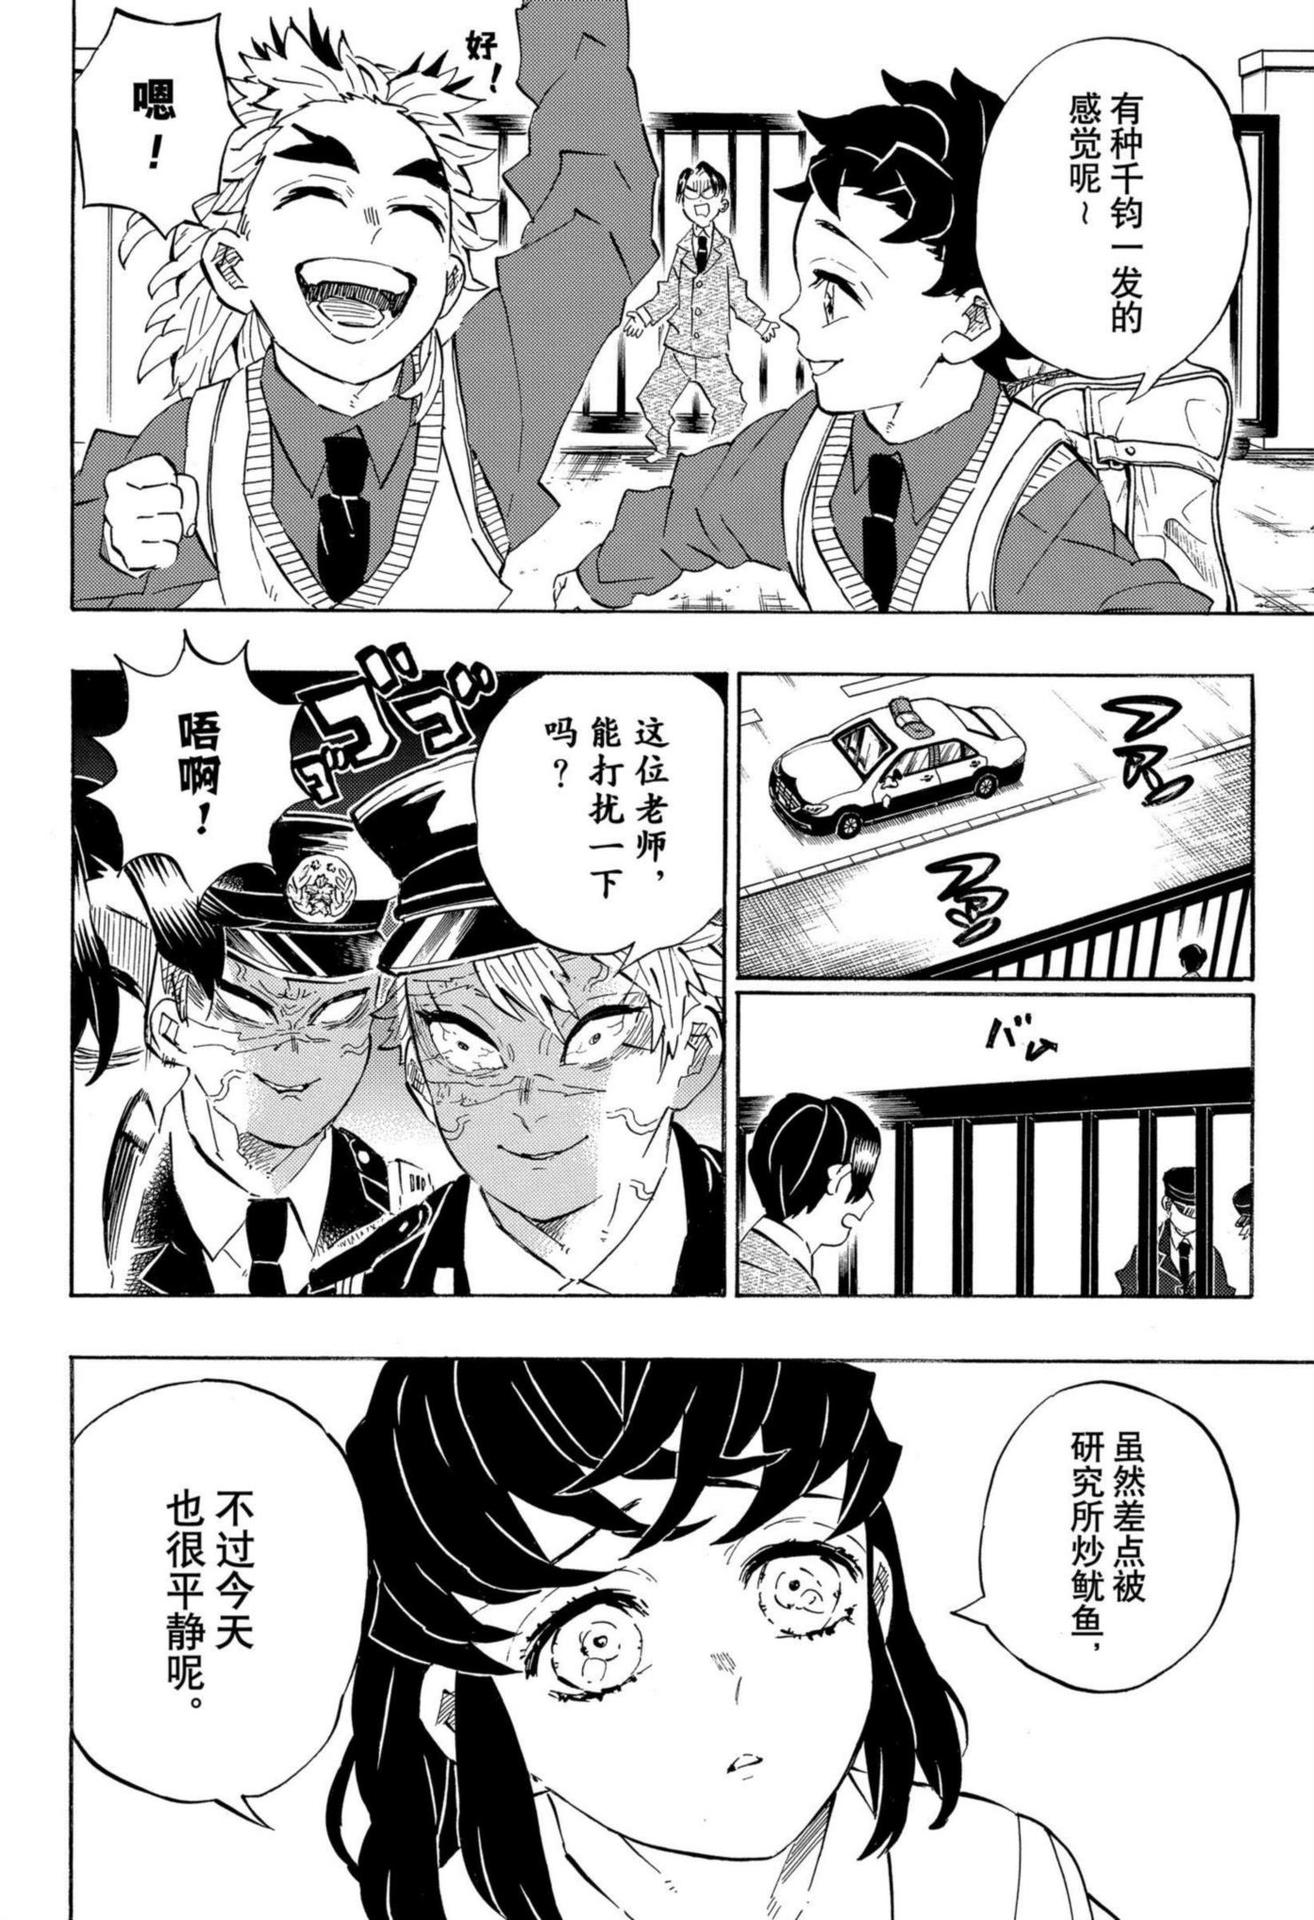 有种千钧一发的
感觉呢~
好!
嗯!
バム
这位老师,
能打扰一下
吗?
ゴゴゴ
唔啊!
虽然差点被
研究所炒鱿鱼,
不过今天
也很平静呢。